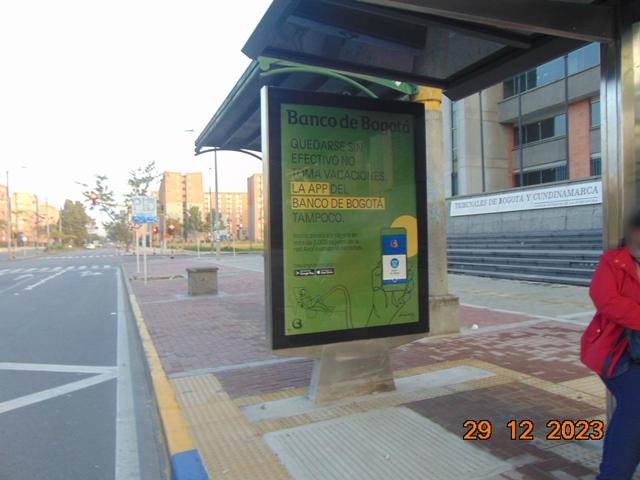 Banco de Bogotá
QUEDARSE SIN
EFECTIVO NO
TOMA VACACIONES.
LA APP DEL
BANCO DE BOGOTÁ
TAMPOCO.
TRIBUNALES DE BOGOTA Y CUNDINAMARCA
29 12 2023